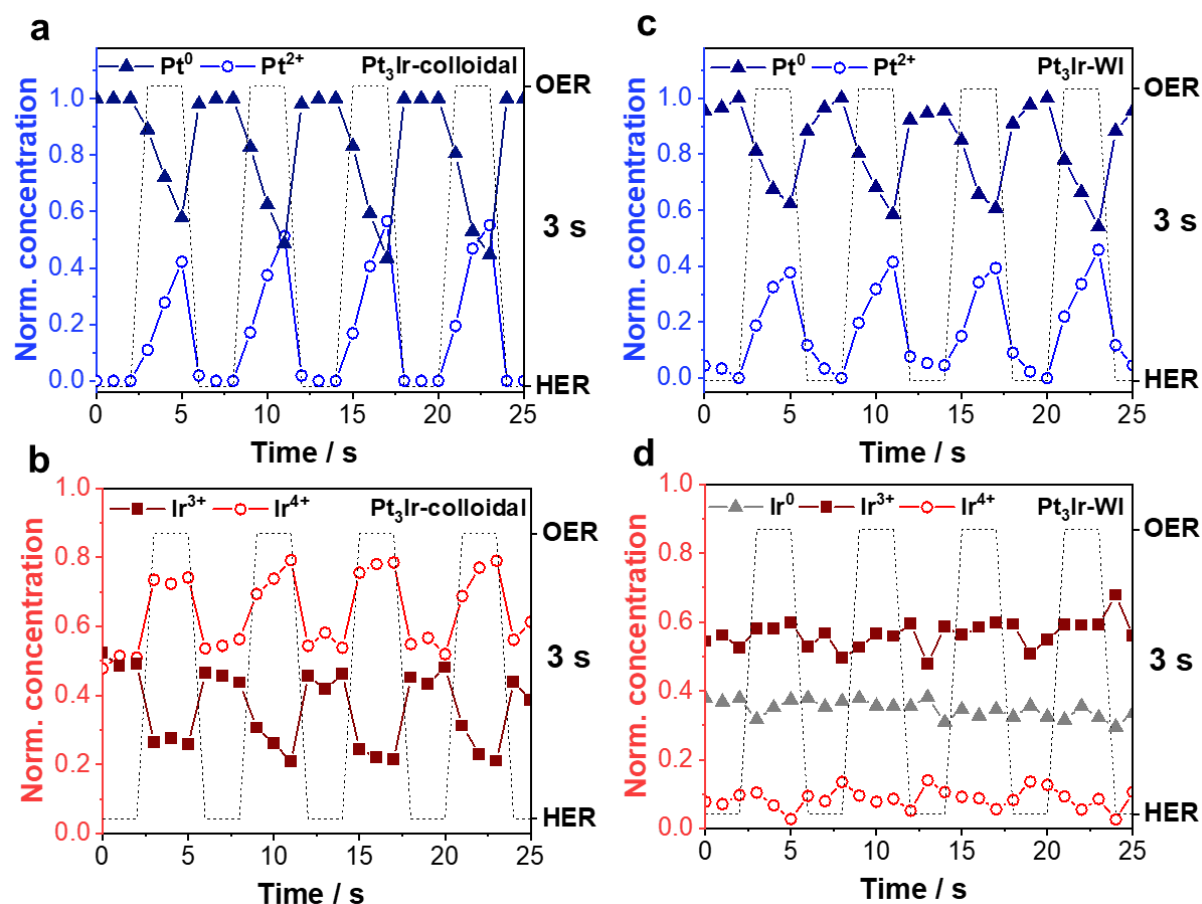 a
Pt⁰ Pt²⁺ Pt₃Ir-colloidal
OER
1.0
0.8
0.6
0.4
0.2
0.0
Norm. concentration
3 s
HER
0 5 10 15 20 25
Time / s
c
Pt⁰ Pt²⁺ Pt₃Ir-WI
OER
1.0
0.8
0.6
0.4
0.2
0.0
Norm. concentration
3 s
HER
0 5 10 15 20 25
Time / s
b
Ir³⁺ Ir⁴⁺ Pt₃Ir-colloidal
OER
1.0
0.8
0.6
0.4
0.2
0.0
Norm. concentration
3 s
HER
0 5 10 15 20 25
Time / s
d
Ir⁰ Ir³⁺ Ir⁴⁺ Pt₃Ir-WI
OER
1.0
0.8
0.6
0.4
0.2
0.0
Norm. concentration
3 s
HER
0 5 10 15 20 25
Time / s